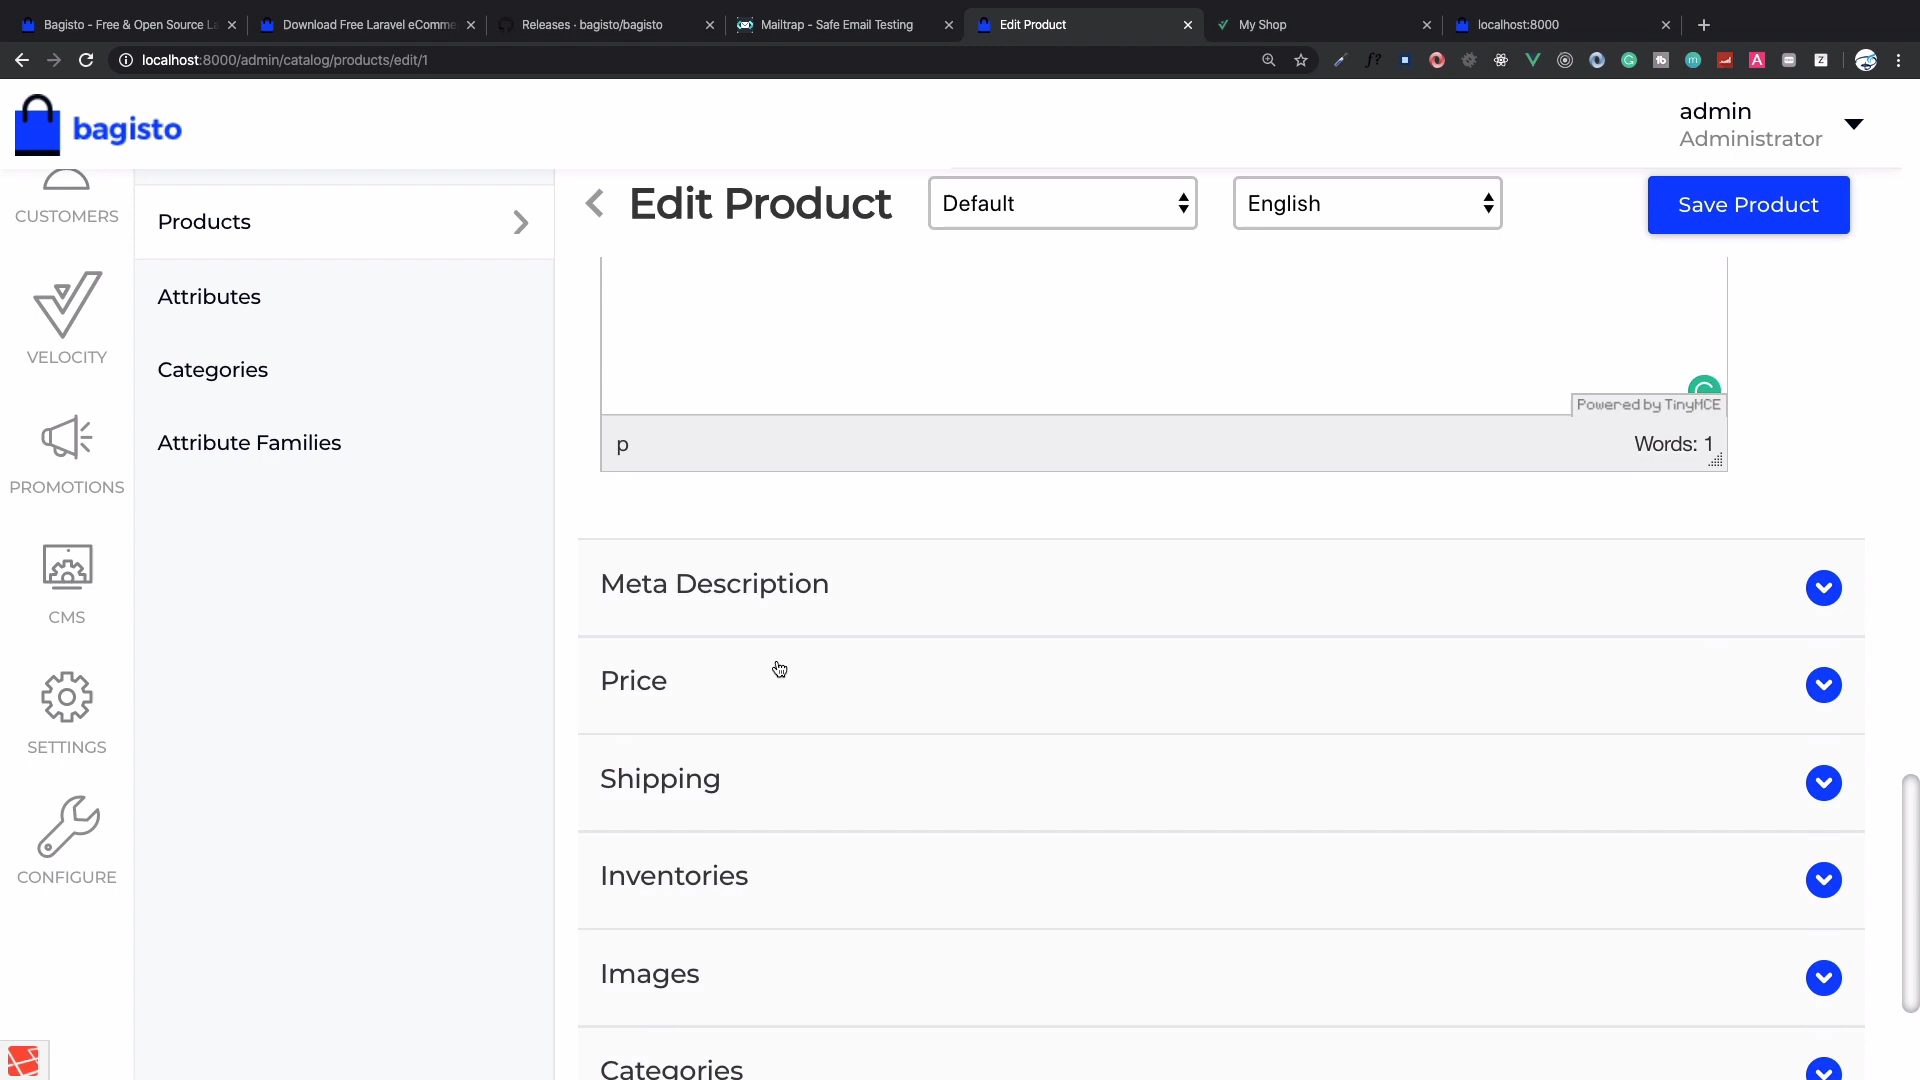 Bagisto - Free & Open Source La
Download Free Laravel eComme
Releases · bagisto/bagisto
Mailtrap - Safe Email Testing
Edit Product
My Shop
localhost:8000
localhost:8000/admin/catalog/products/edit/1
bagisto
admin
Administrator
CUSTOMERS
VELOCITY
PROMOTIONS
CMS
SETTINGS
CONFIGURE
Products
Attributes
Categories
Attribute Families
Edit Product
Default
English
Save Product
Powered by TinyMCE
p
Words: 1
Meta Description
Price
Shipping
Inventories
Images
Categories